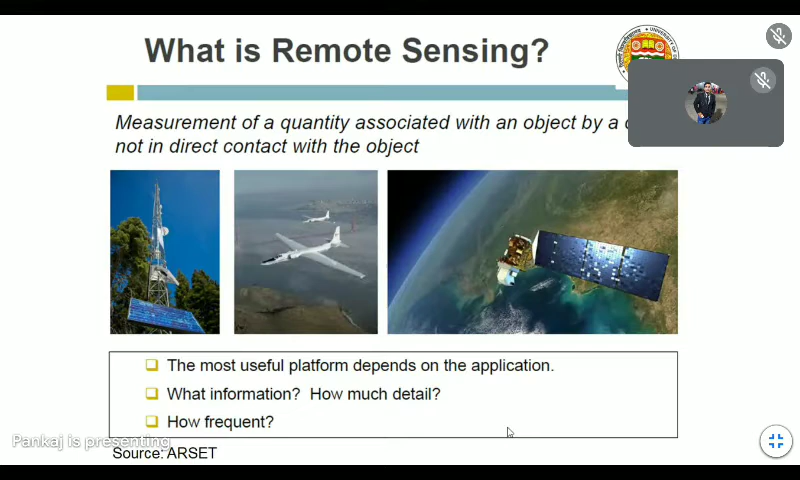 What is Remote Sensing?
Measurement of a quantity associated with an object by a
not in direct contact with the object
❑ The most useful platform depends on the application.
❑ What information? How much detail?
❑ How frequent?
Pankaj is presenting
Source: ARSET